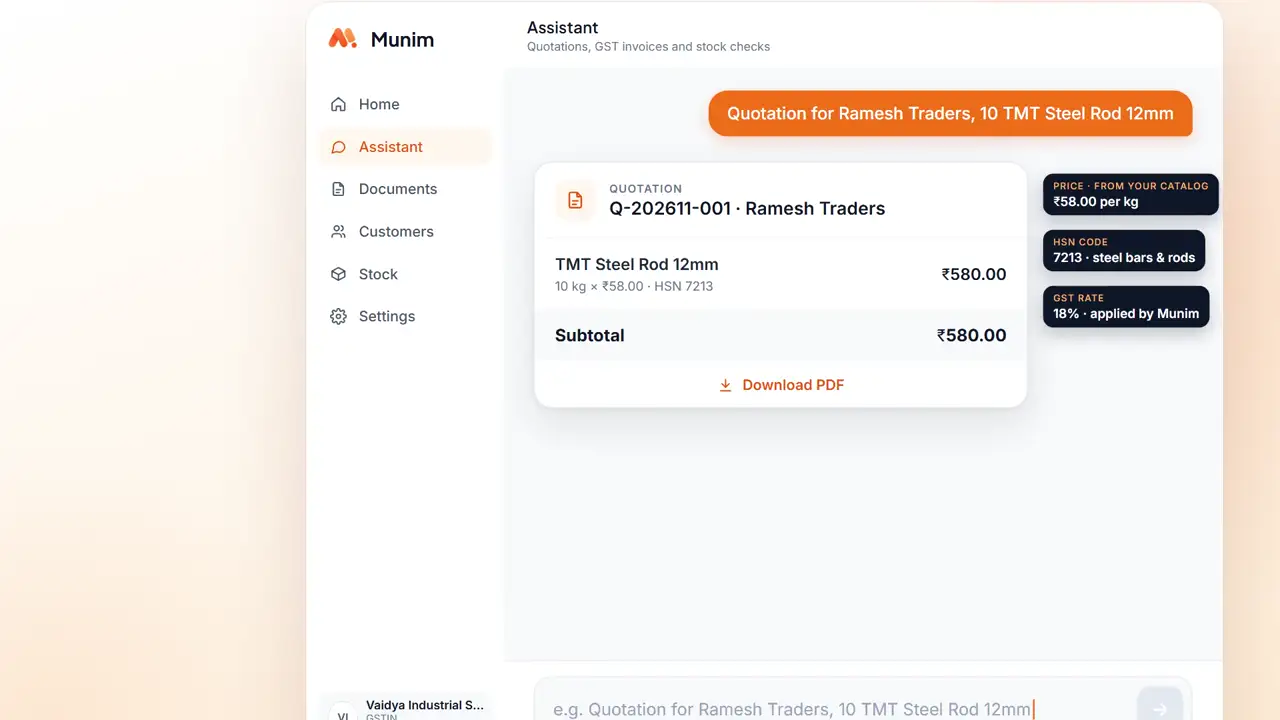 Munim
Assistant
Quotations, GST invoices and stock checks
Home
Assistant
Documents
Customers
Stock
Settings
Quotation for Ramesh Traders, 10 TMT Steel Rod 12mm
QUOTATION
Q-202611-001 · Ramesh Traders
TMT Steel Rod 12mm
10 kg × ₹58.00 · HSN 7213
₹580.00
Subtotal
₹580.00
Download PDF
PRICE · FROM YOUR CATALOG
₹58.00 per kg
HSN CODE
7213 · steel bars & rods
GST RATE
18% · applied by Munim
VI
Vaidya Industrial S...
GSTIN
e.g. Quotation for Ramesh Traders, 10 TMT Steel Rod 12mm